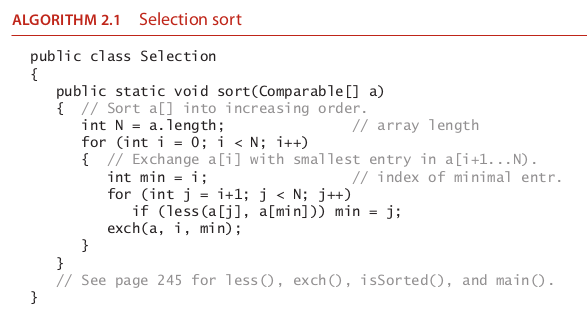 ALGORITHM 2.1 Selection sort
public class Selection
{
public static void sort(Comparable[] a)
{ // Sort a[] into increasing order.
int N = a.length; // array length
for (int i = 0; i < N; i++)
{ // Exchange a[i] with smallest entry in a[i+1...N).
int min = i; // index of minimal entr.
for (int j = i+1; j < N; j++)
if (less(a[j], a[min])) min = j;
exch(a, i, min);
}
}
// See page 245 for less(), exch(), isSorted(), and main().
}